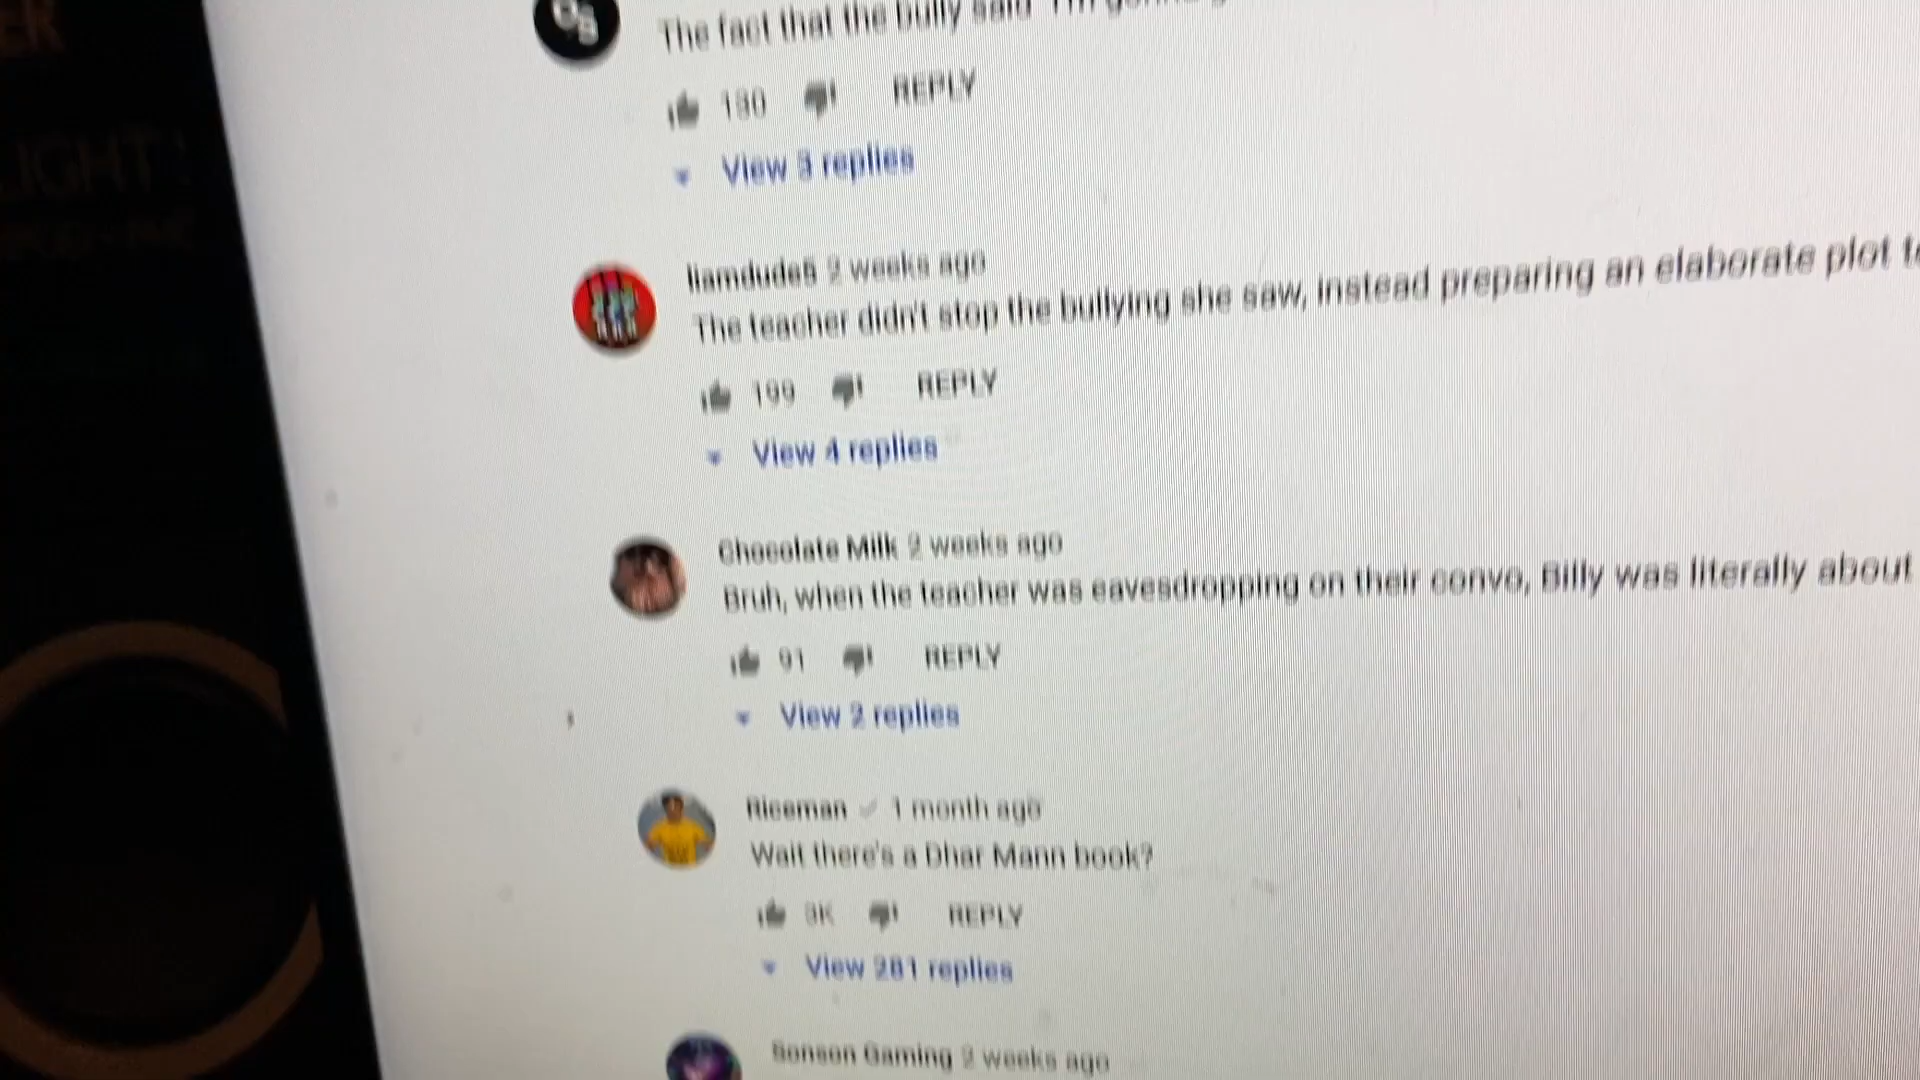 The fact that the bully said "I'm gonna
130 REPLY
View 3 replies
liamdude5 2 weeks ago
The teacher didn't stop the bullying she saw, instead preparing an elaborate plot
199 REPLY
View 4 replies
Chocolate Milk 2 weeks ago
Bruh, when the teacher was eavesdropping on their convo, Billy was literally about
91 REPLY
View 2 replies
Riceman 1 month ago
Wait there's a Dhar Mann book?
3K REPLY
View 281 replies
Sonson Gaming 2 weeks ago